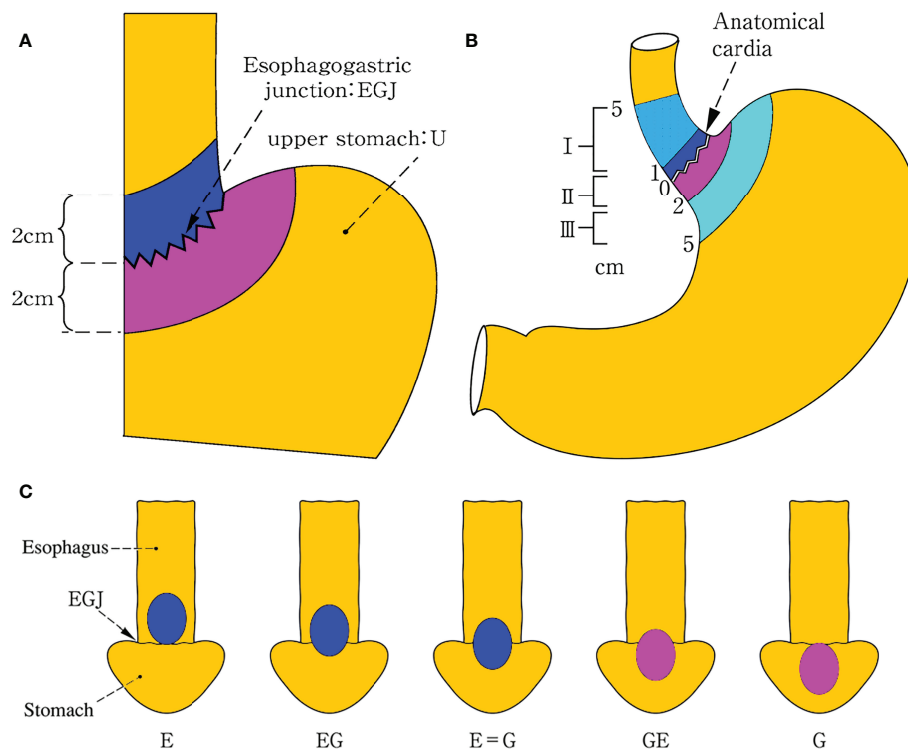 A
Esophagogastric
junction:EGJ
upper stomach:U
2cm
2cm
B
Anatomical
cardia
5
I
1
0
II
2
III
5
cm
C
Esophagus
EGJ
Stomach
E
EG
E=G
GE
G